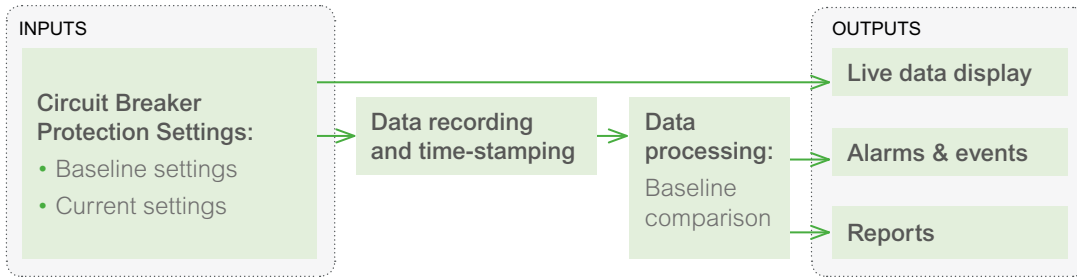 INPUTS
Circuit Breaker
Protection Settings:
• Baseline settings
• Current settings
Data recording
and time-stamping
Data
processing:
Baseline
comparison
OUTPUTS
Live data display
Alarms & events
Reports